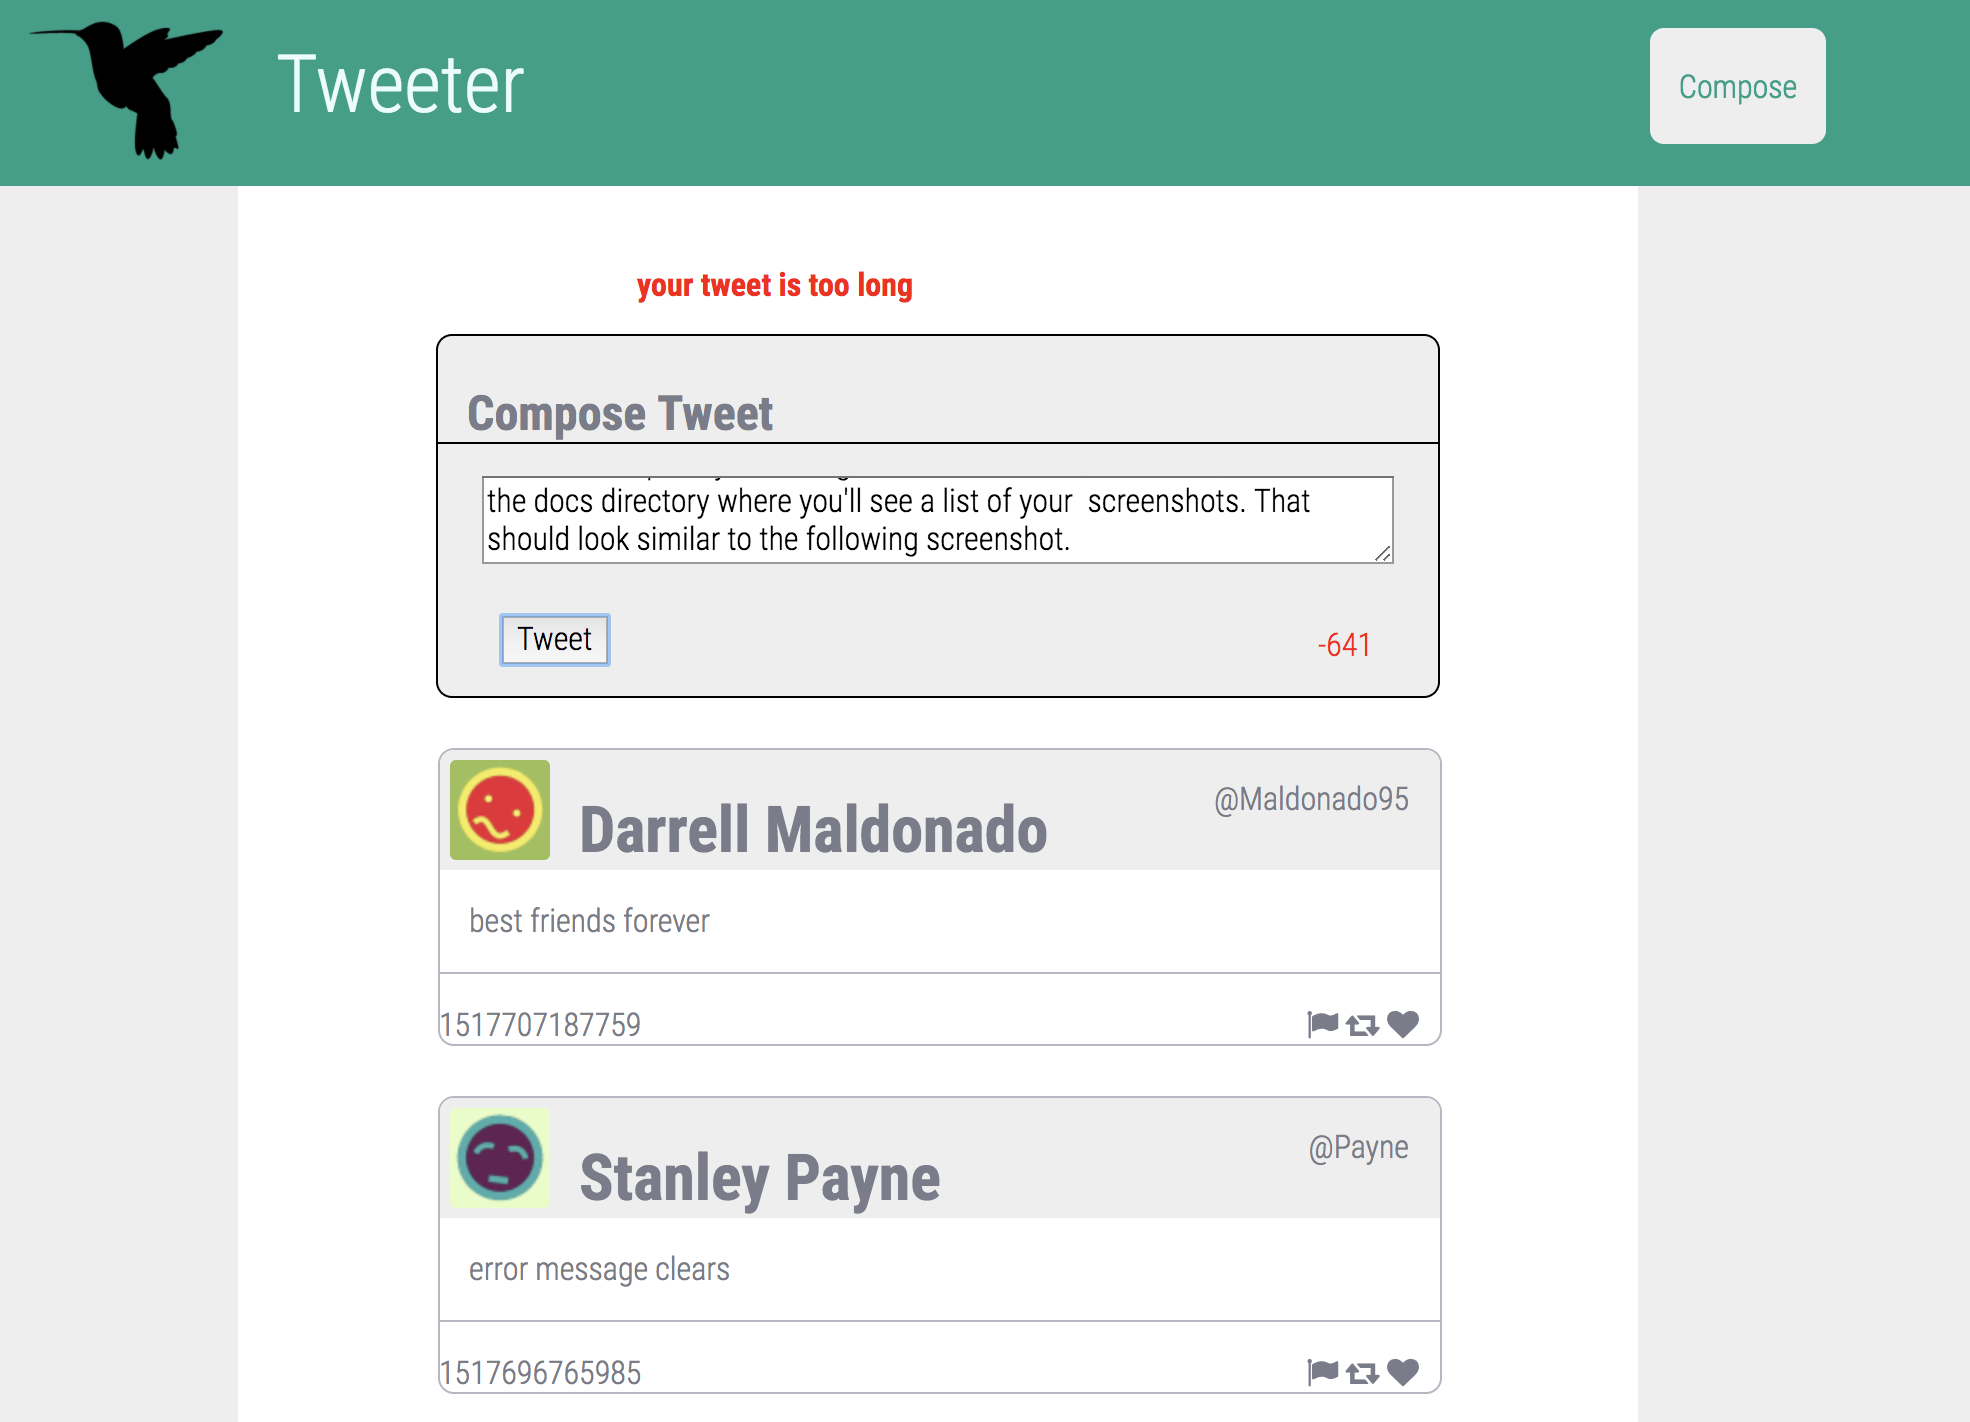 Tweeter
Compose
your tweet is too long
Compose Tweet
the docs directory where you'll see a list of your  screenshots. That
should look similar to the following screenshot.
Tweet
-641
Darrell Maldonado
@Maldonado95
best friends forever
1517707187759
Stanley Payne
@Payne
error message clears
1517696765985